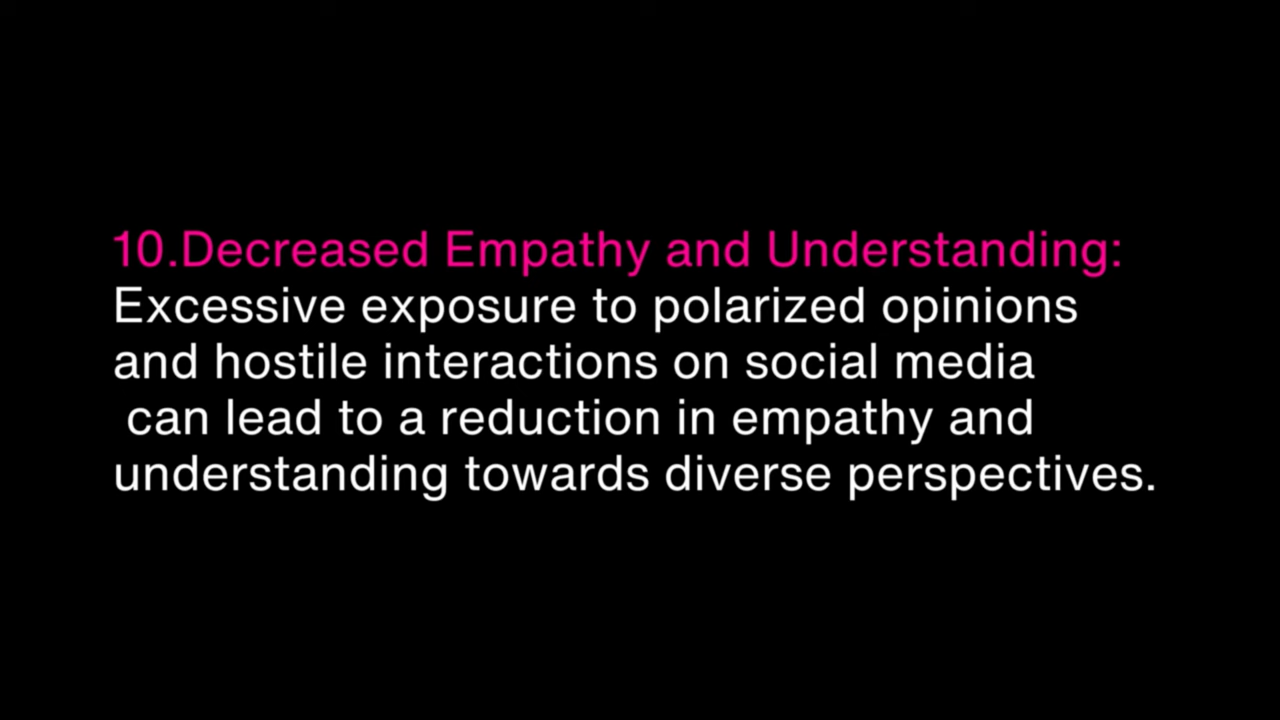 10.Decreased Empathy and Understanding:
Excessive exposure to polarized opinions
and hostile interactions on social media
can lead to a reduction in empathy and
understanding towards diverse perspectives.